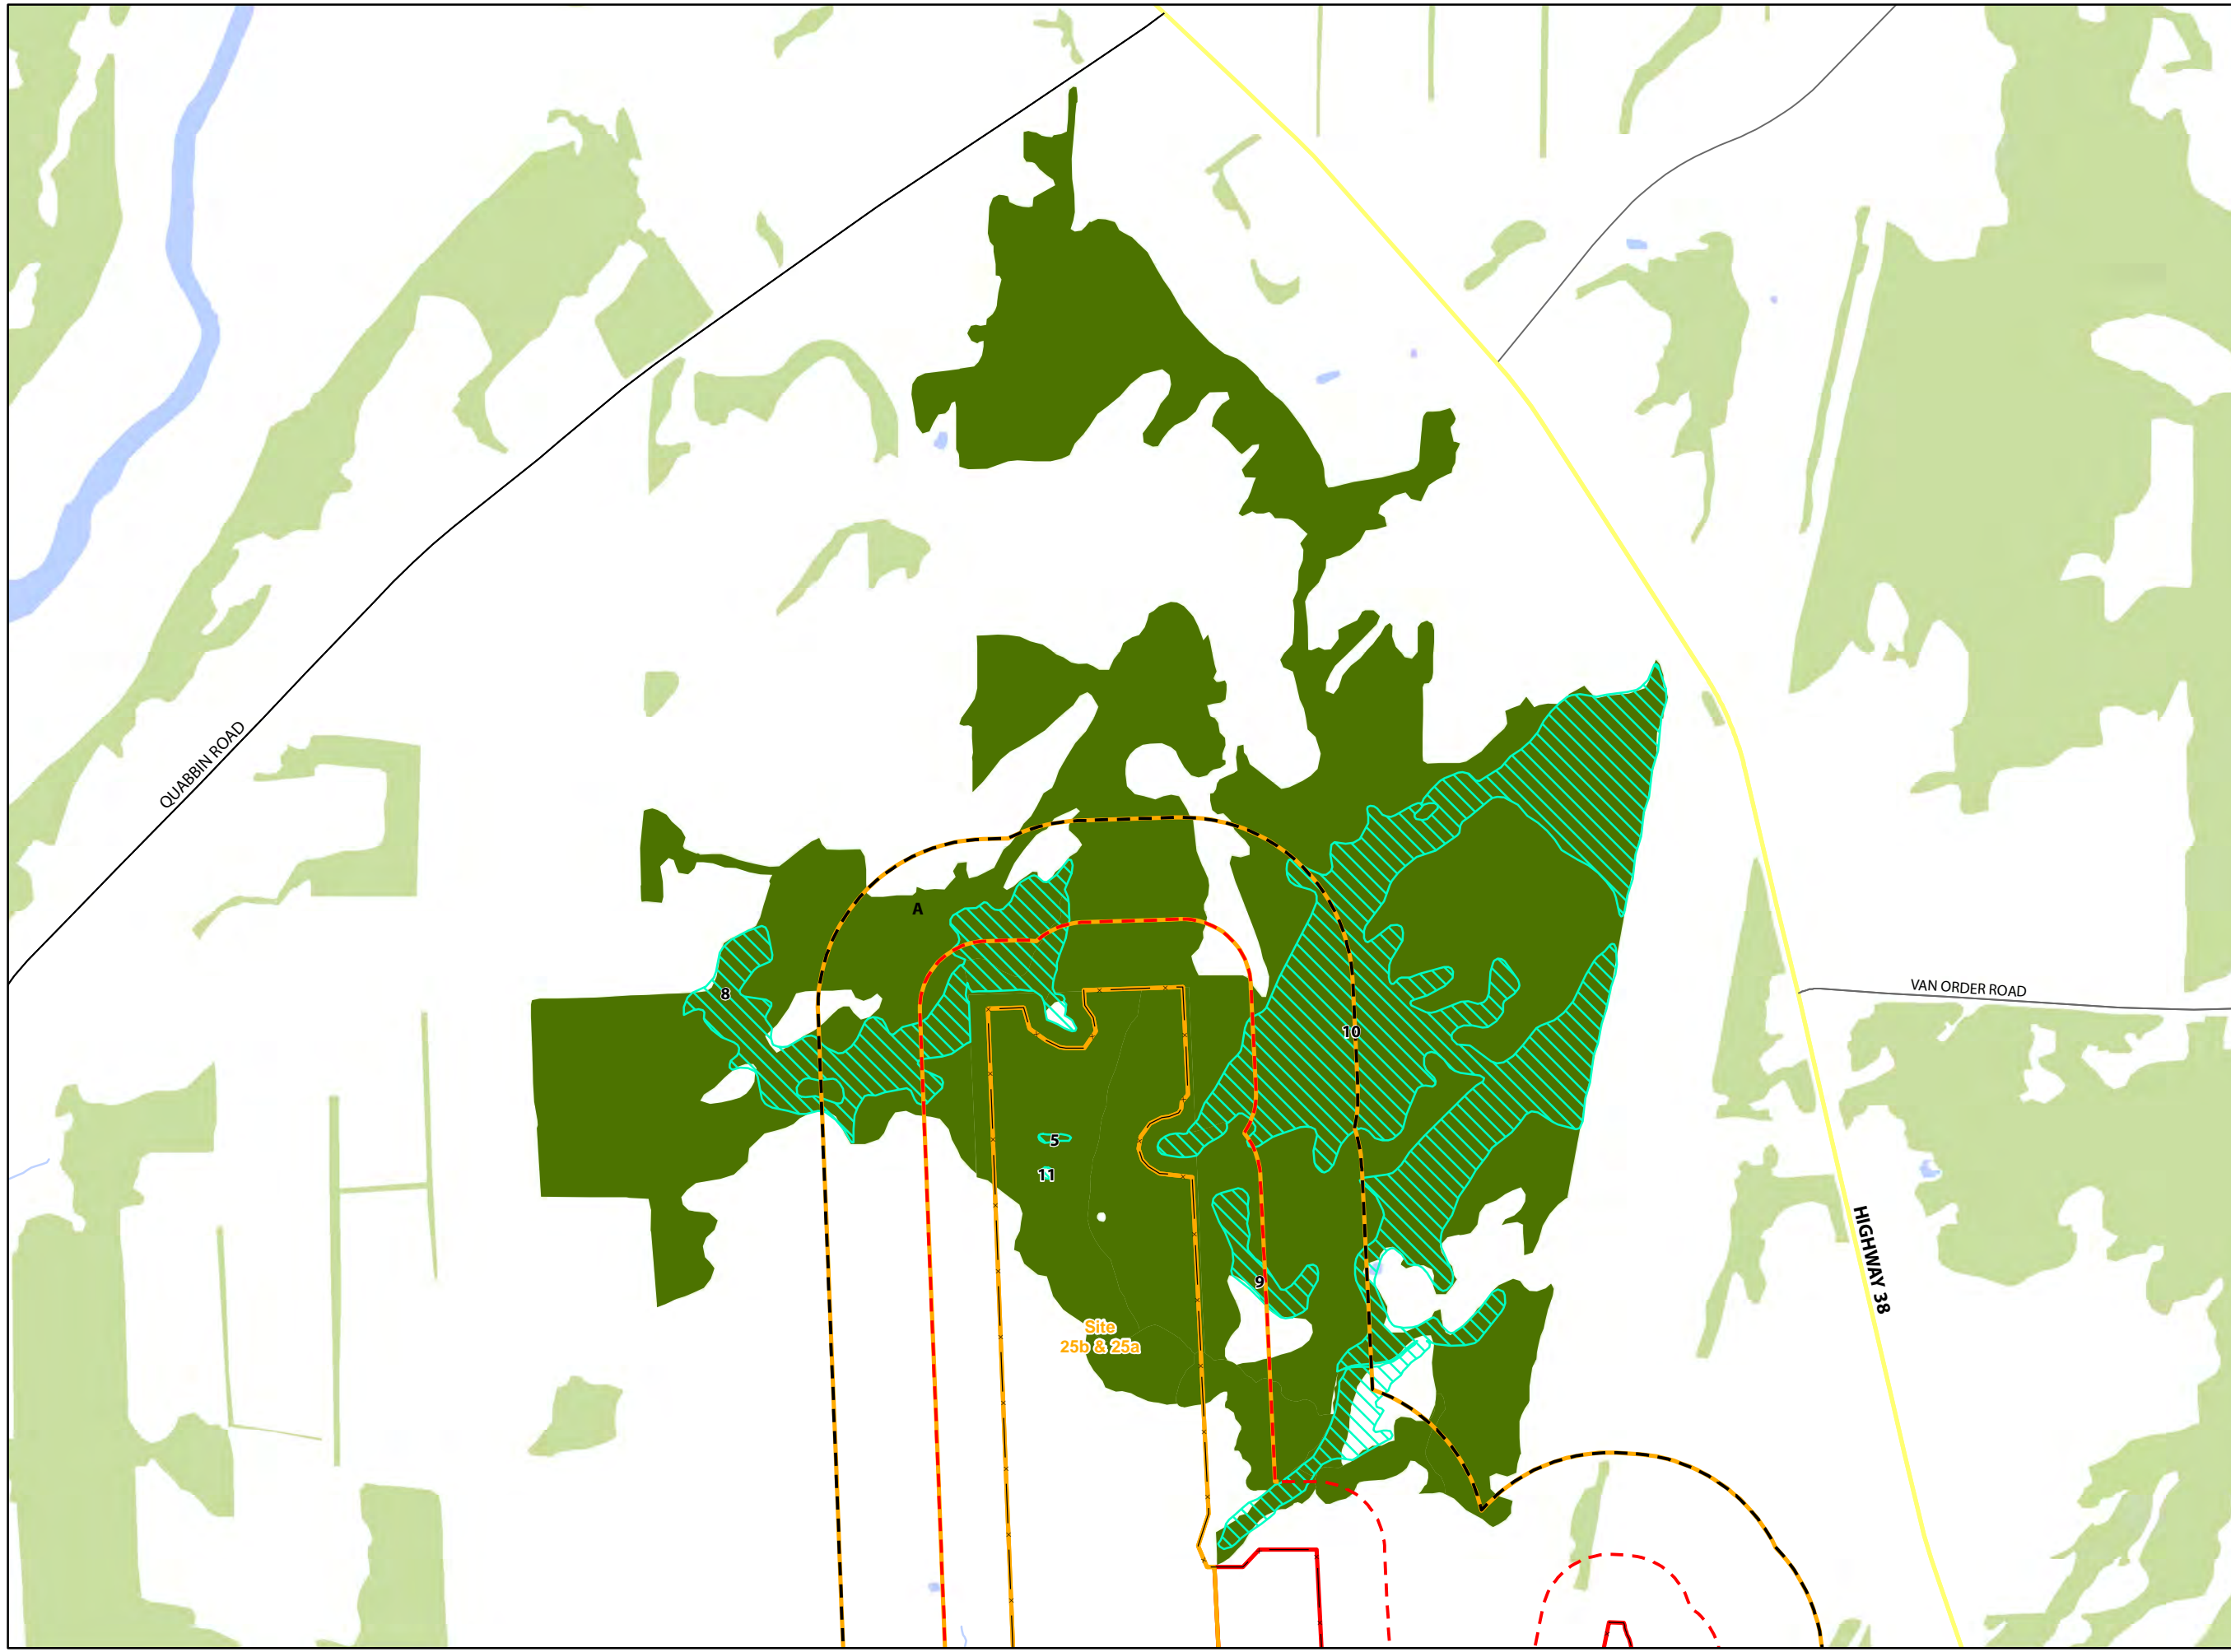 QUABBIN ROAD
A
8
VAN ORDER ROAD
10
5
11
HIGHWAY 38
9
Site
25b & 25a